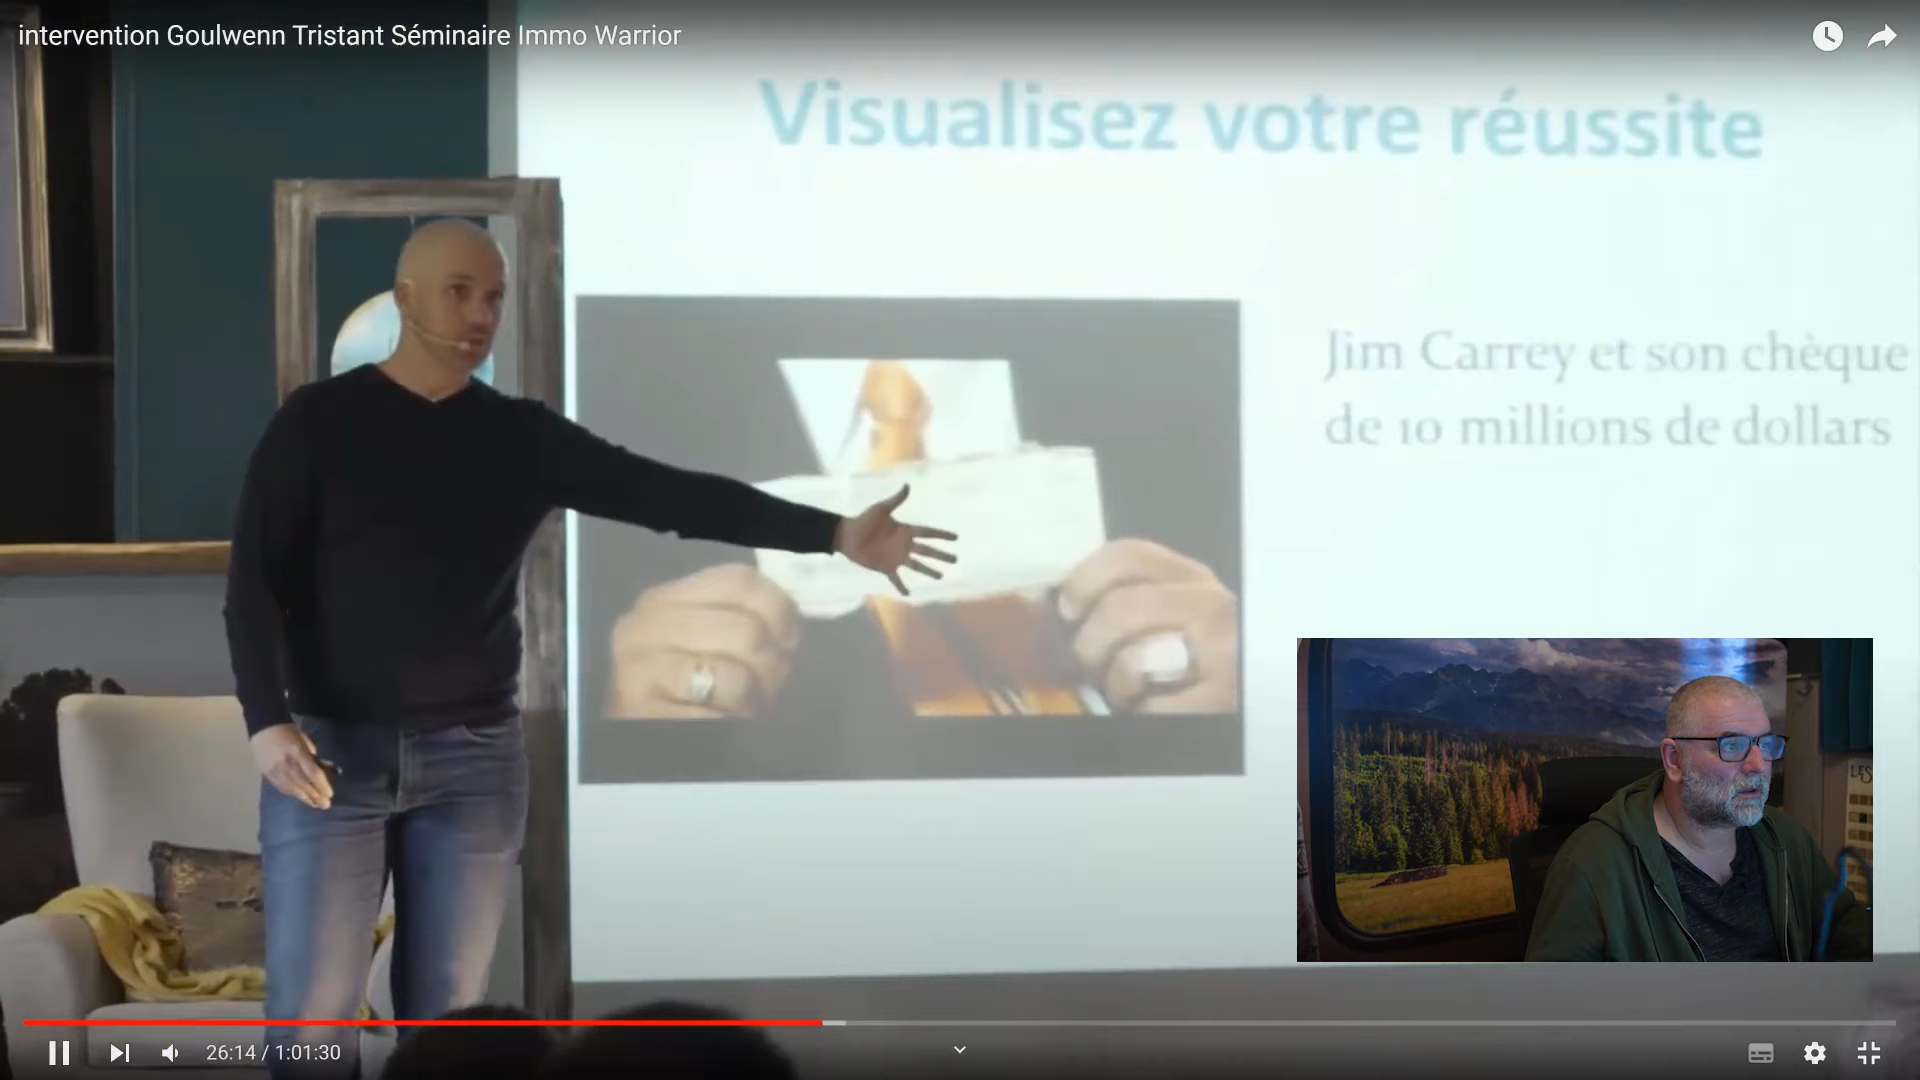 intervention Goulwenn Tristant Séminaire Immo Warrior
Visualisez votre réussite
Jim Carrey et son chèque
de 10 millions de dollars
LES
26:14 / 1:01:30